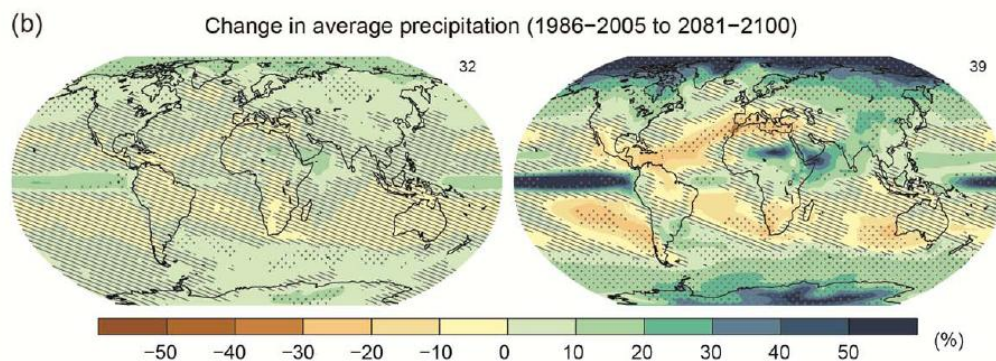 (b) Change in average precipitation (1986−2005 to 2081−2100)
32 39
−50 −40 −30 −20 −10 0 10 20 30 40 50 (%)